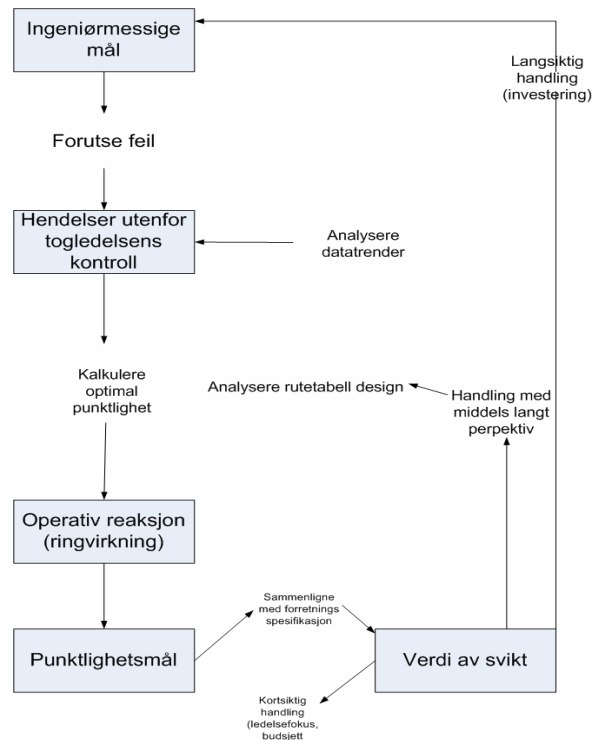 Ingeniørmessige
mål
Langsiktig
handling
(investering)
Forutse feil
Hendelser utenfor
togledelsens
kontroll
Analysere
datatrender
Kalkulere
optimal
punktlighet
Analysere rutetabell design
Handling med
middels langt
perpektiv
Operativ reaksjon
(ringvirkning)
Sammenligne
med forretnings
spesifikasjon
Punktlighetsmål
Verdi av svikt
Kortsiktig
handling
(ledelsefokus,
budsjett